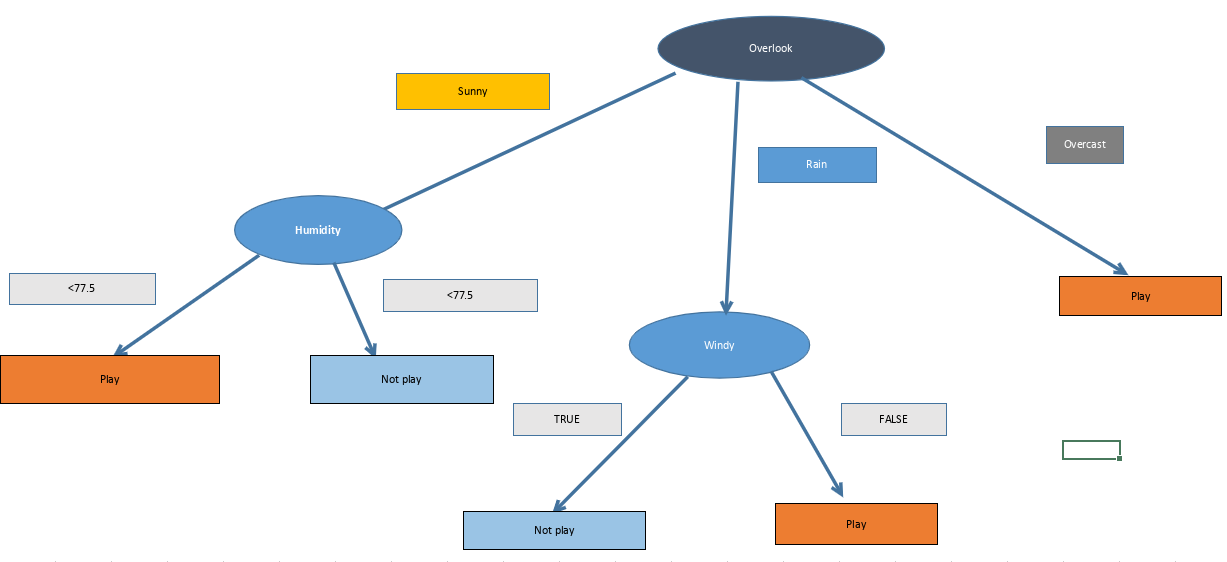 Overlook
Sunny
Overcast
Rain
Humidity
<77.5
<77.5
Play
Windy
Play
Not play
TRUE
FALSE
Not play
Play